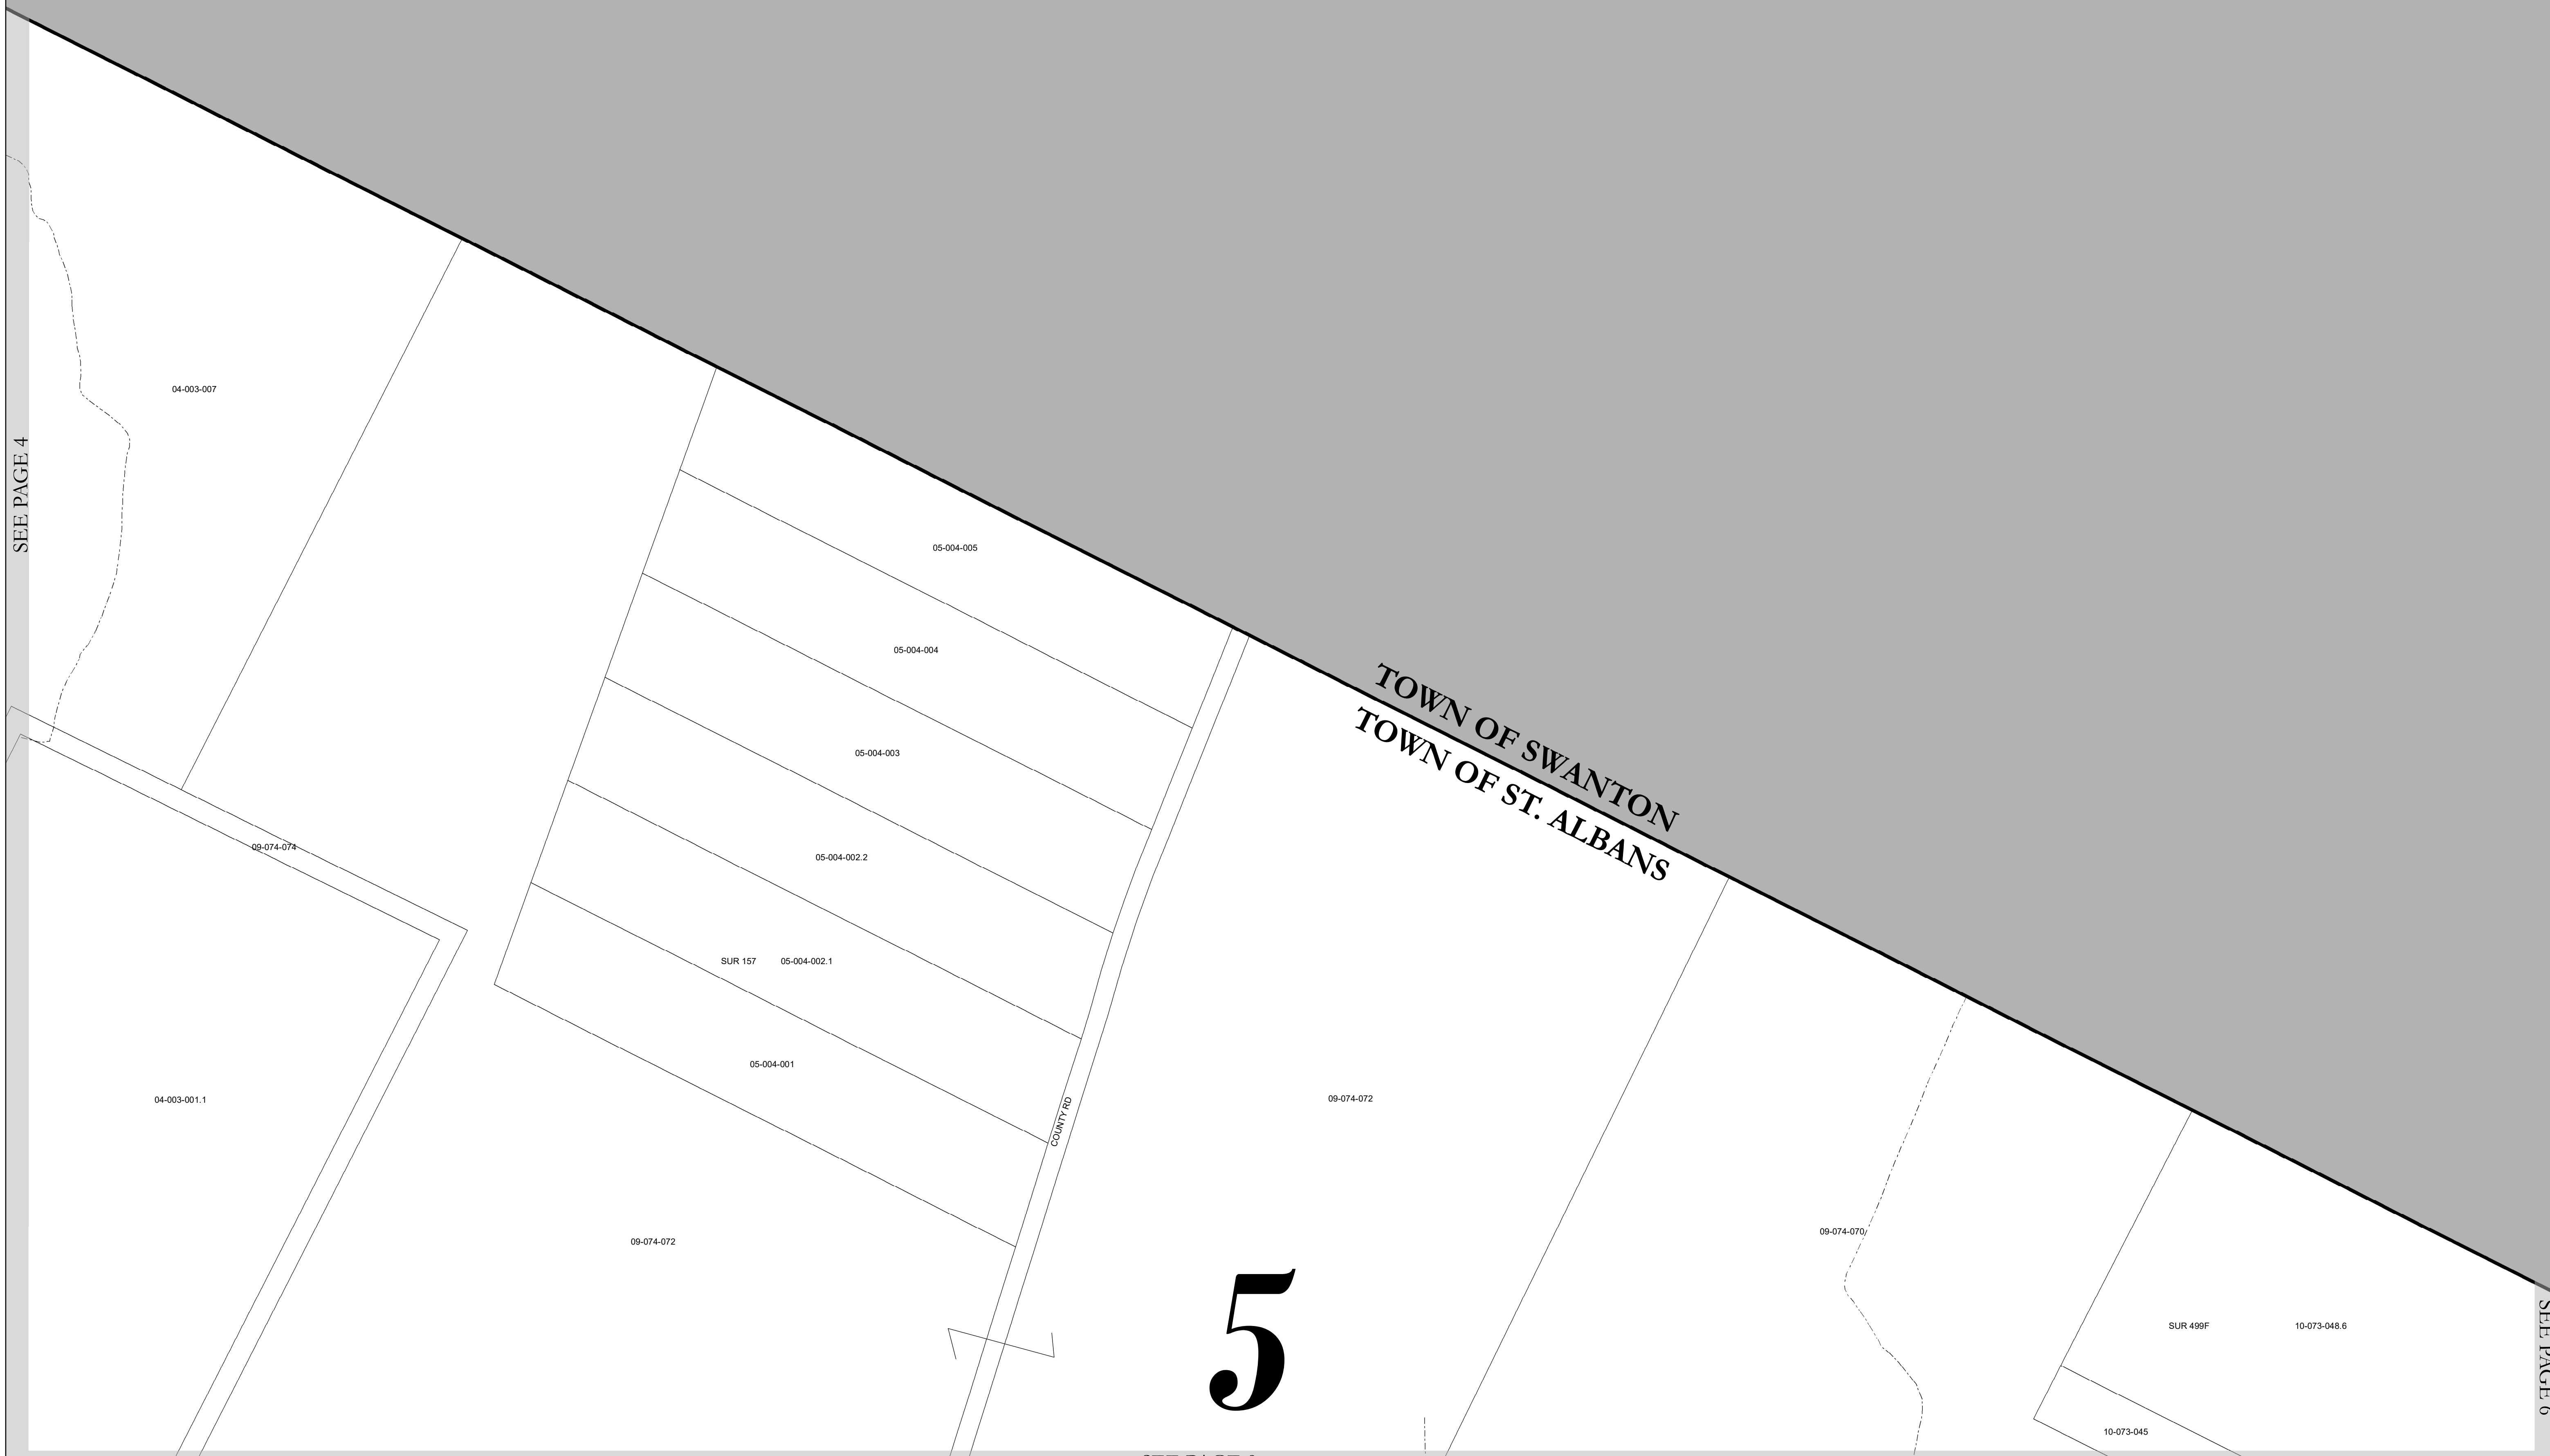 04-003-007
SEE PAGE 4
05-004-005
05-004-004
TOWN OF SWANTON
TOWN OF ST. ALBANS
05-004-003
09-074-074
05-004-002.2
SUR 157 05-004-002.1
05-004-001
04-003-001.1
09-074-072
COUNTY RD
09-074-070
09-074-072
5
SUR 499F 10-073-048.6
SEE PAGE 6
10-073-045